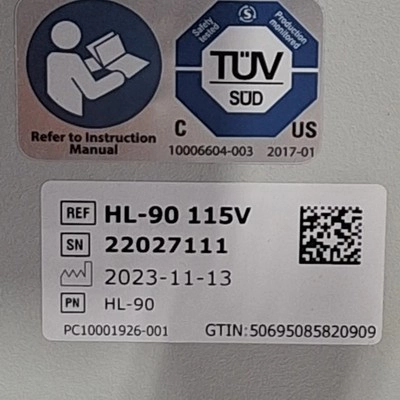 Safety tested
Production monitored
TÜV
SÜD
C US
Refer to Instruction
Manual
10006604-003 2017-01
REF HL-90 115V
SN 22027111
2023-11-13
PN HL-90
PC10001926-001 GTIN:50695085820909